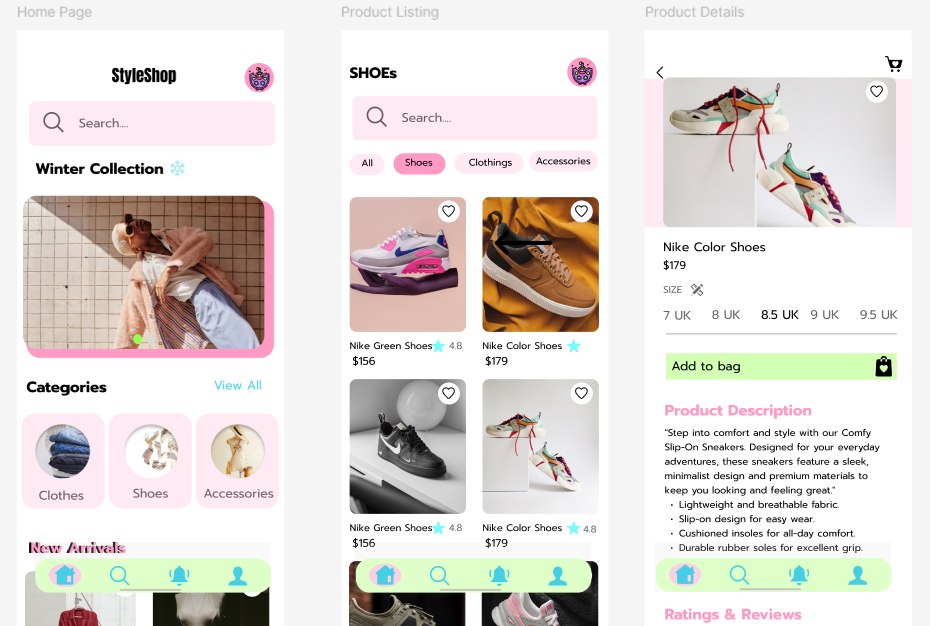 Home Page
StyleShop
Search....
Winter Collection ❄️
Categories
View All
Clothes
Shoes
Accessories
New Arrivals
Product Listing
SHOEs
Search....
All
Shoes
Clothings
Accessories
Nike Green Shoes 4.8
$156
Nike Color Shoes
$179
Nike Green Shoes 4.8
$156
Nike Color Shoes 4.8
$179
Product Details
Nike Color Shoes
$179
SIZE
7 UK 8 UK 8.5 UK 9 UK 9.5 UK
Add to bag
Product Description
"Step into comfort and style with our Comfy
Slip-On Sneakers. Designed for your everyday
adventures, these sneakers feature a sleek,
minimalist design and premium materials to
keep you looking and feeling great."
• Lightweight and breathable fabric.
• Slip-on design for easy wear.
• Cushioned insoles for all-day comfort.
• Durable rubber soles for excellent grip.
Ratings & Reviews